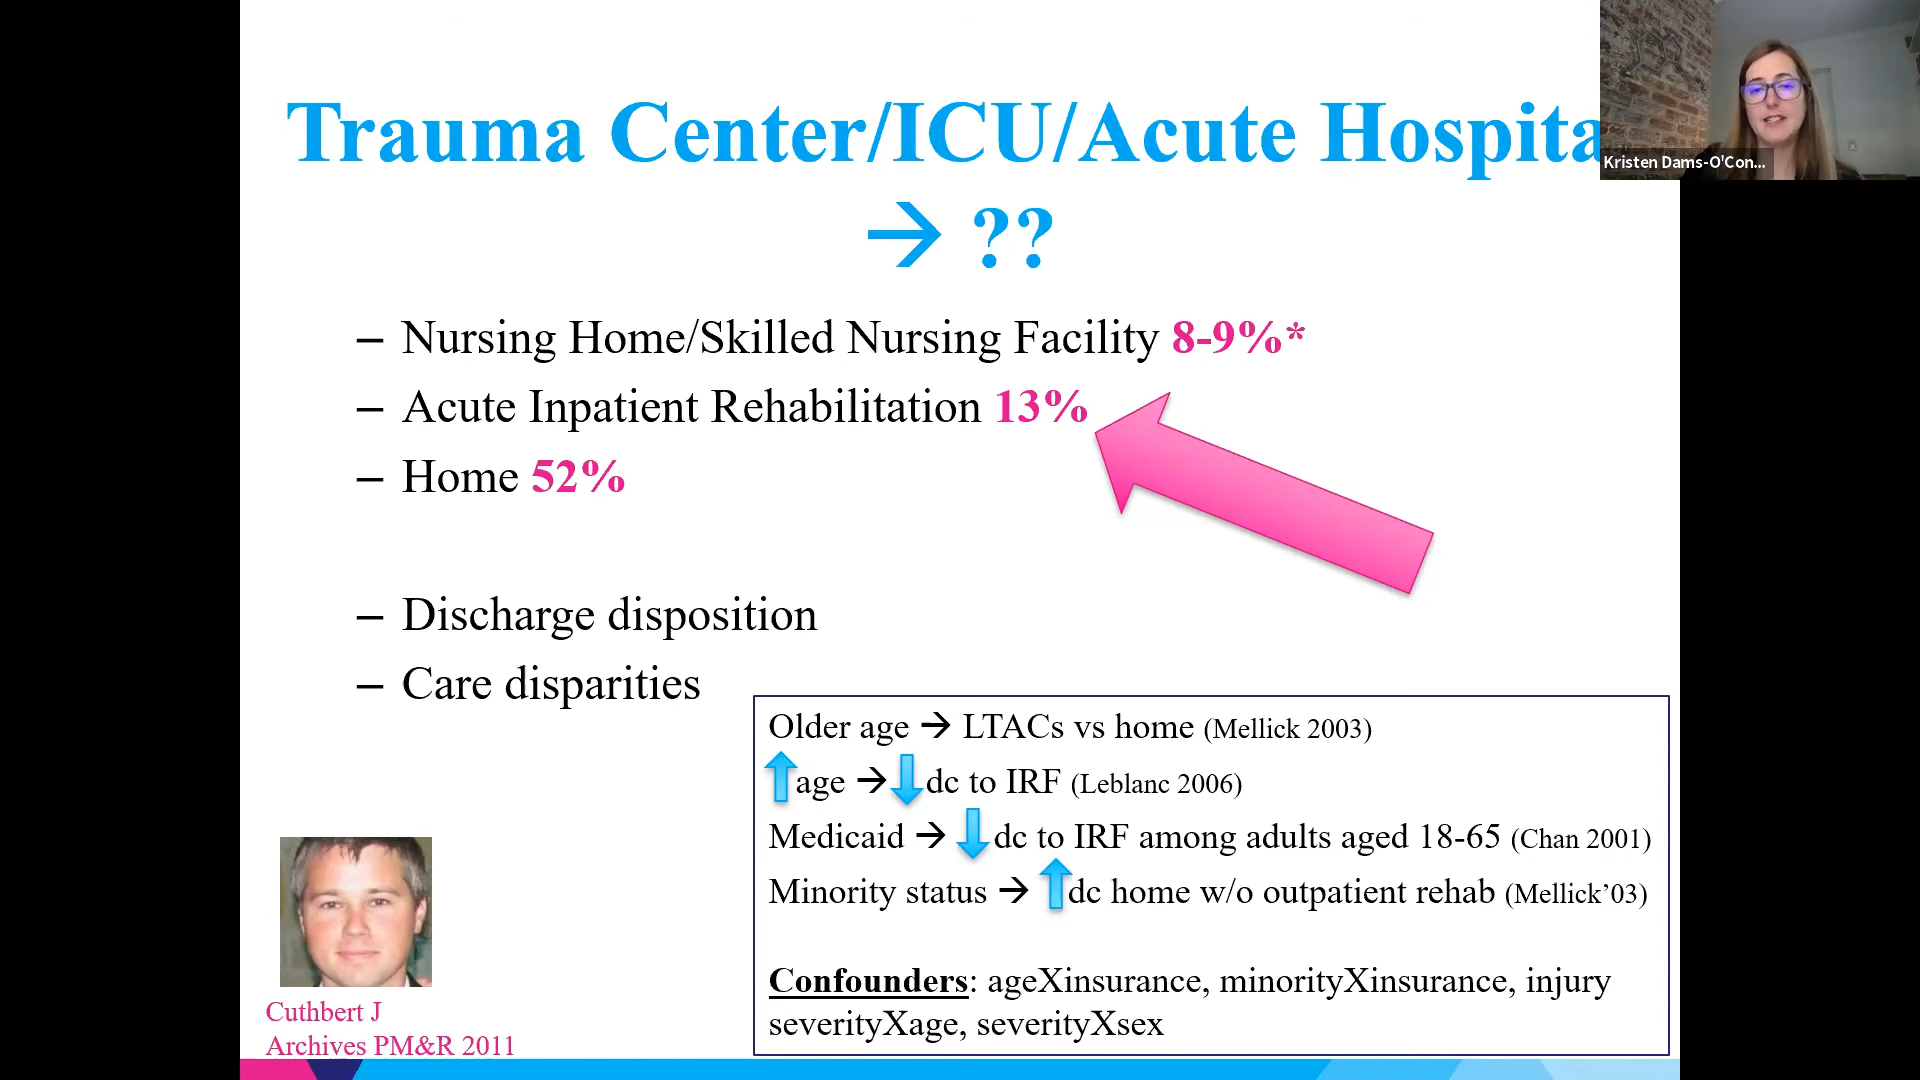 Trauma Center/ICU/Acute Hospita
→ ??
Kristen Dams-O'Con...
– Nursing Home/Skilled Nursing Facility 8-9%*
– Acute Inpatient Rehabilitation 13%
– Home 52%
– Discharge disposition
– Care disparities
Older age → LTACs vs home (Mellick 2003)
↑age →↓dc to IRF (Leblanc 2006)
Medicaid → ↓dc to IRF among adults aged 18-65 (Chan 2001)
Minority status → ↑dc home w/o outpatient rehab (Mellick’03)
Confounders: ageXinsurance, minorityXinsurance, injury
severityXage, severityXsex
Cuthbert J
Archives PM&R 2011